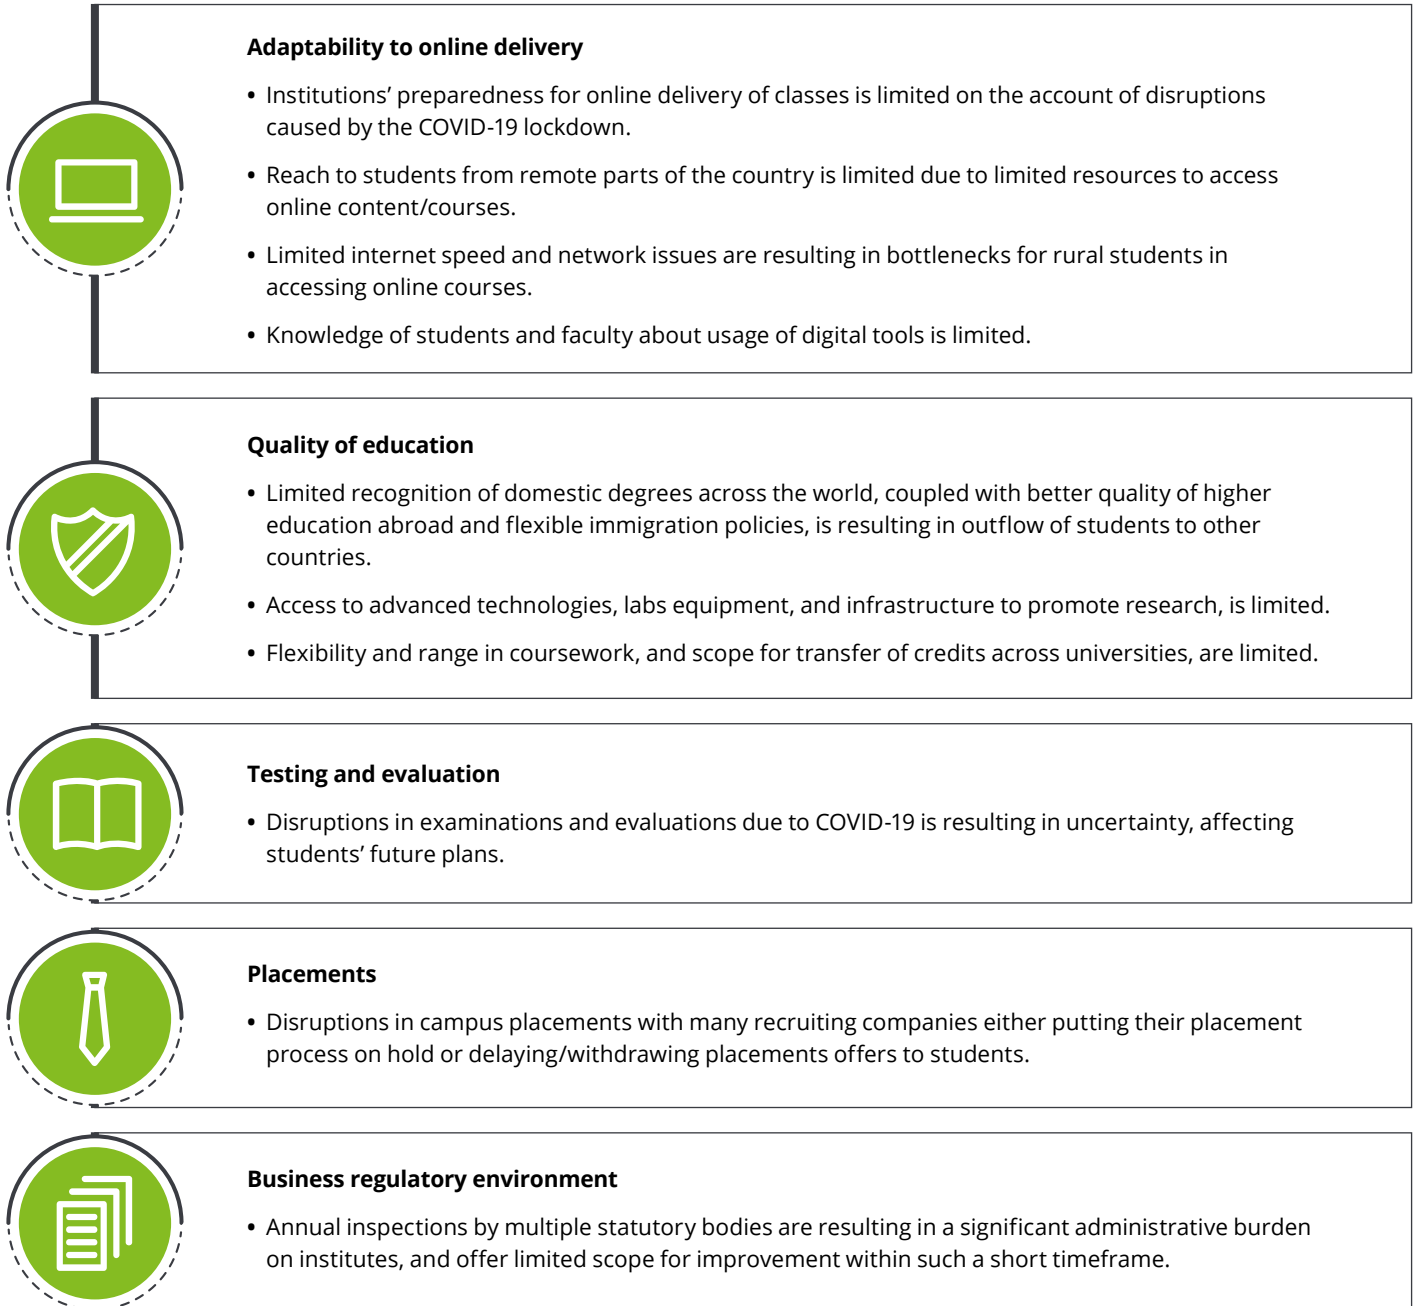 Adaptability to online delivery
• Institutions’ preparedness for online delivery of classes is limited on the account of disruptions
caused by the COVID-19 lockdown.
• Reach to students from remote parts of the country is limited due to limited resources to access
online content/courses.
• Limited internet speed and network issues are resulting in bottlenecks for rural students in
accessing online courses.
• Knowledge of students and faculty about usage of digital tools is limited.
Quality of education
• Limited recognition of domestic degrees across the world, coupled with better quality of higher
education abroad and flexible immigration policies, is resulting in outflow of students to other
countries.
• Access to advanced technologies, labs equipment, and infrastructure to promote research, is limited.
• Flexibility and range in coursework, and scope for transfer of credits across universities, are limited.
Testing and evaluation
• Disruptions in examinations and evaluations due to COVID-19 is resulting in uncertainty, affecting
students’ future plans.
Placements
• Disruptions in campus placements with many recruiting companies either putting their placement
process on hold or delaying/withdrawing placements offers to students.
Business regulatory environment
• Annual inspections by multiple statutory bodies are resulting in a significant administrative burden
on institutes, and offer limited scope for improvement within such a short timeframe.